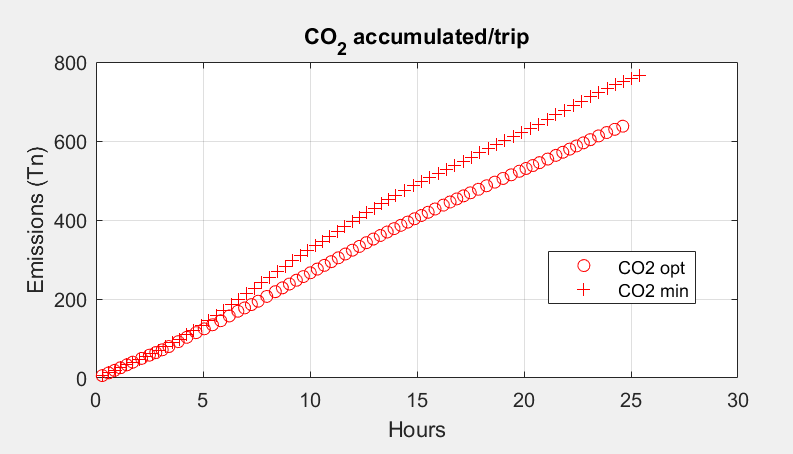 CO2 accumulated/trip
Emissions (Tn)
800
600
400
200
0
0 5 10 15 20 25 30
Hours
CO2 opt
CO2 min